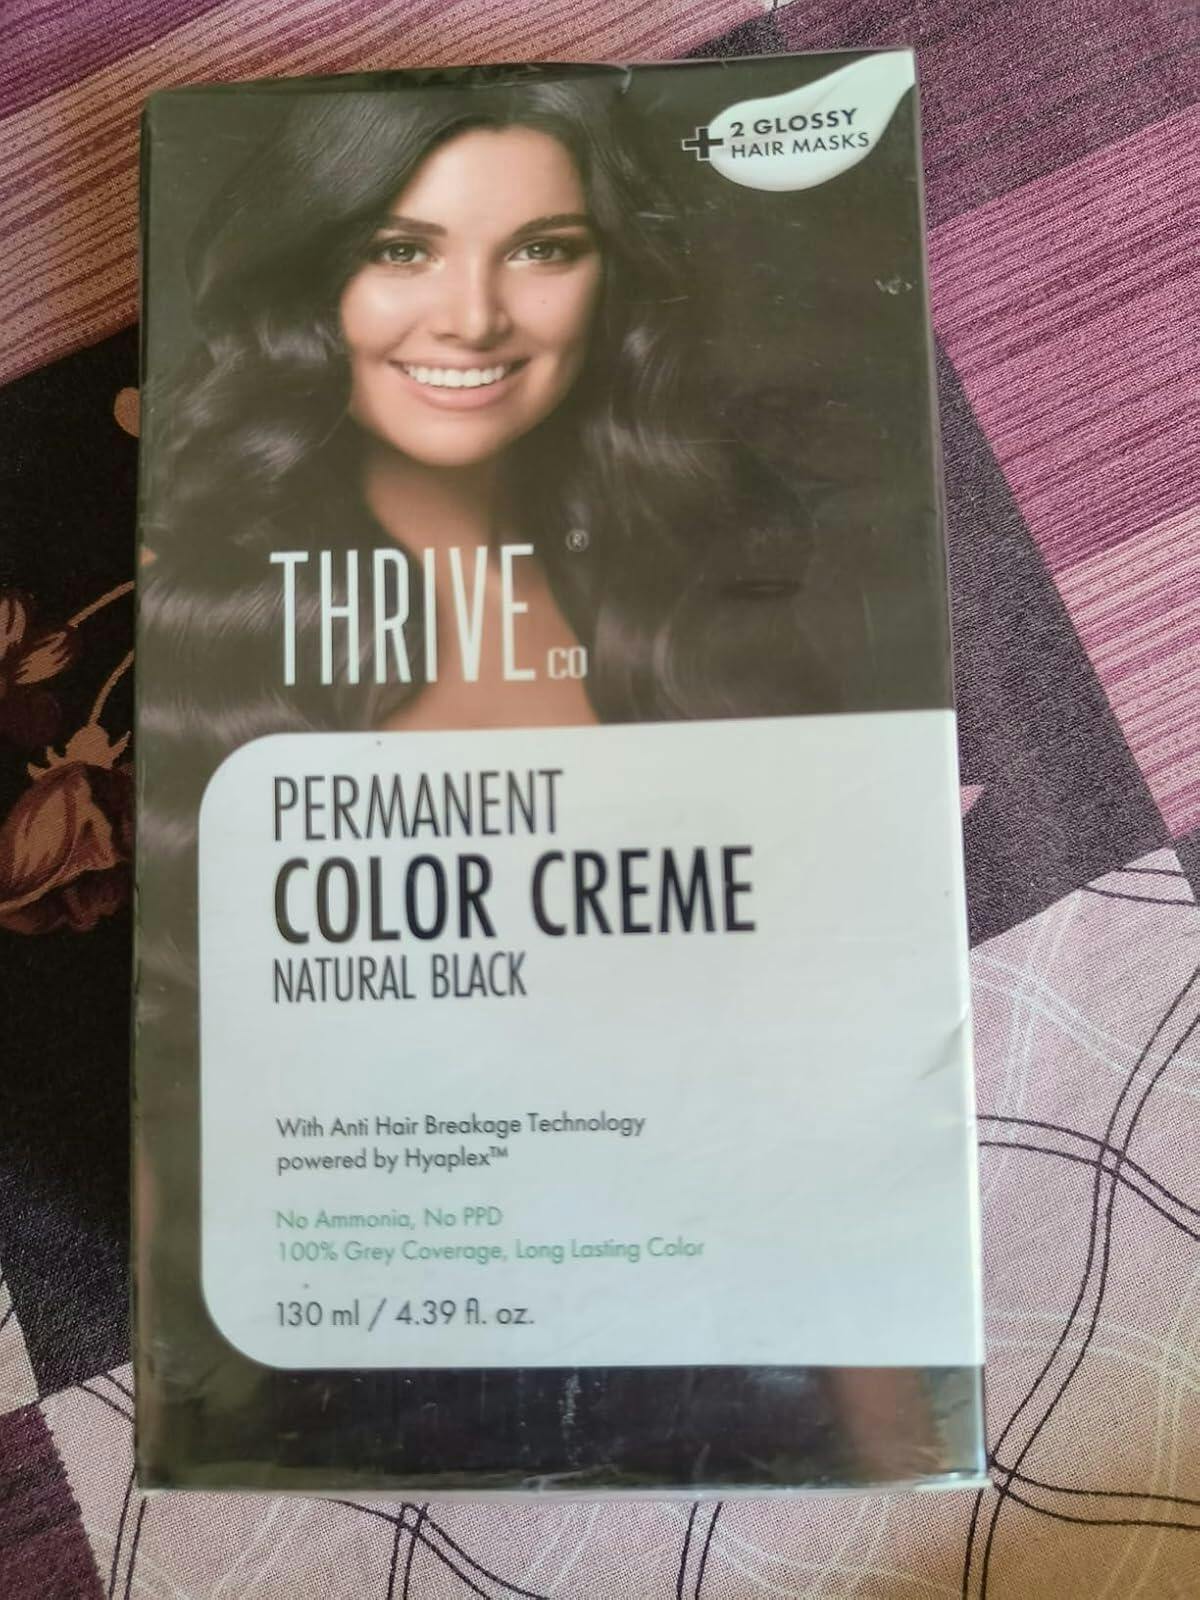 + 2 GLOSSY
HAIR MASKS
THRIVE CO ®
PERMANENT
COLOR CREME
NATURAL BLACK
With Anti Hair Breakage Technology
powered by Hyaplex™
No Ammonia, No PPD
100% Grey Coverage, Long Lasting Color
130 ml / 4.39 fl. oz.